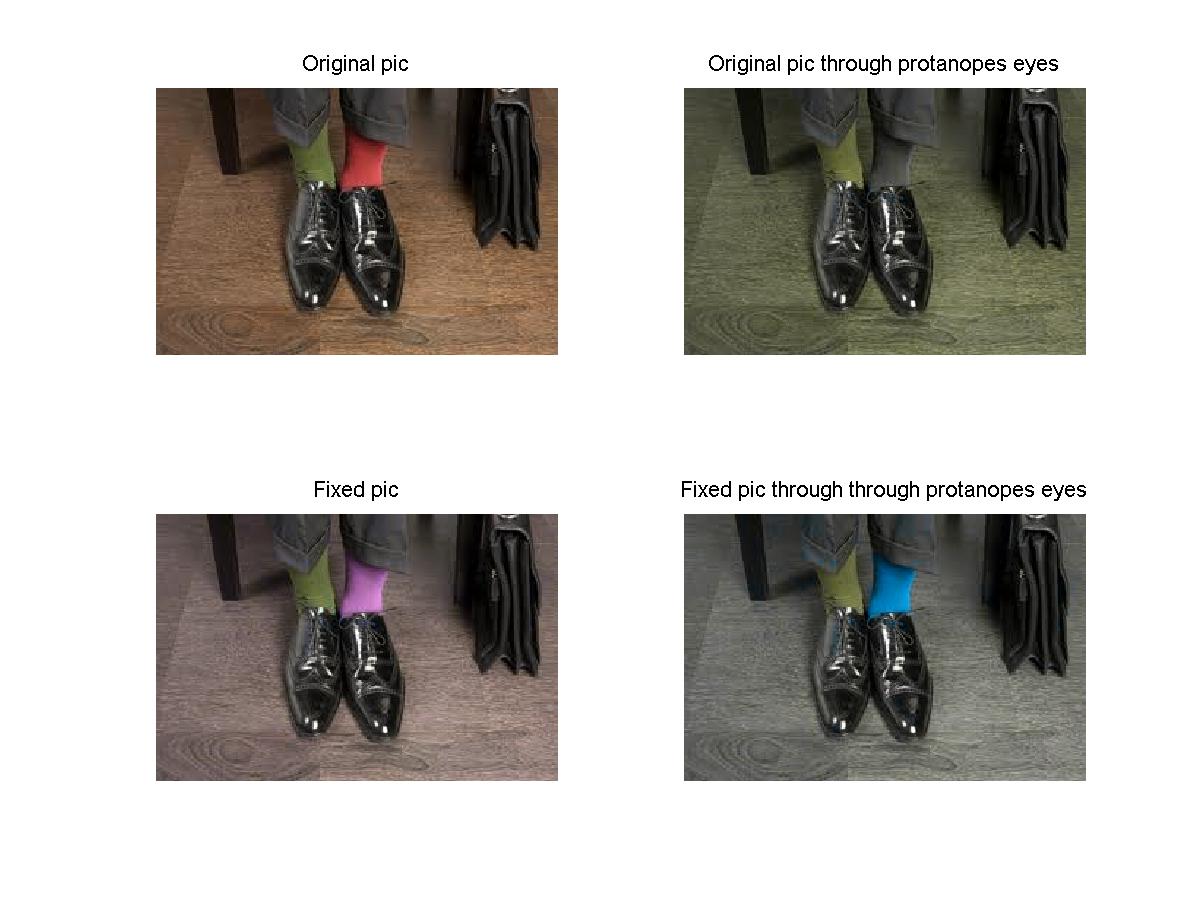 Original pic
Original pic through protanopes eyes
Fixed pic
Fixed pic through through protanopes eyes